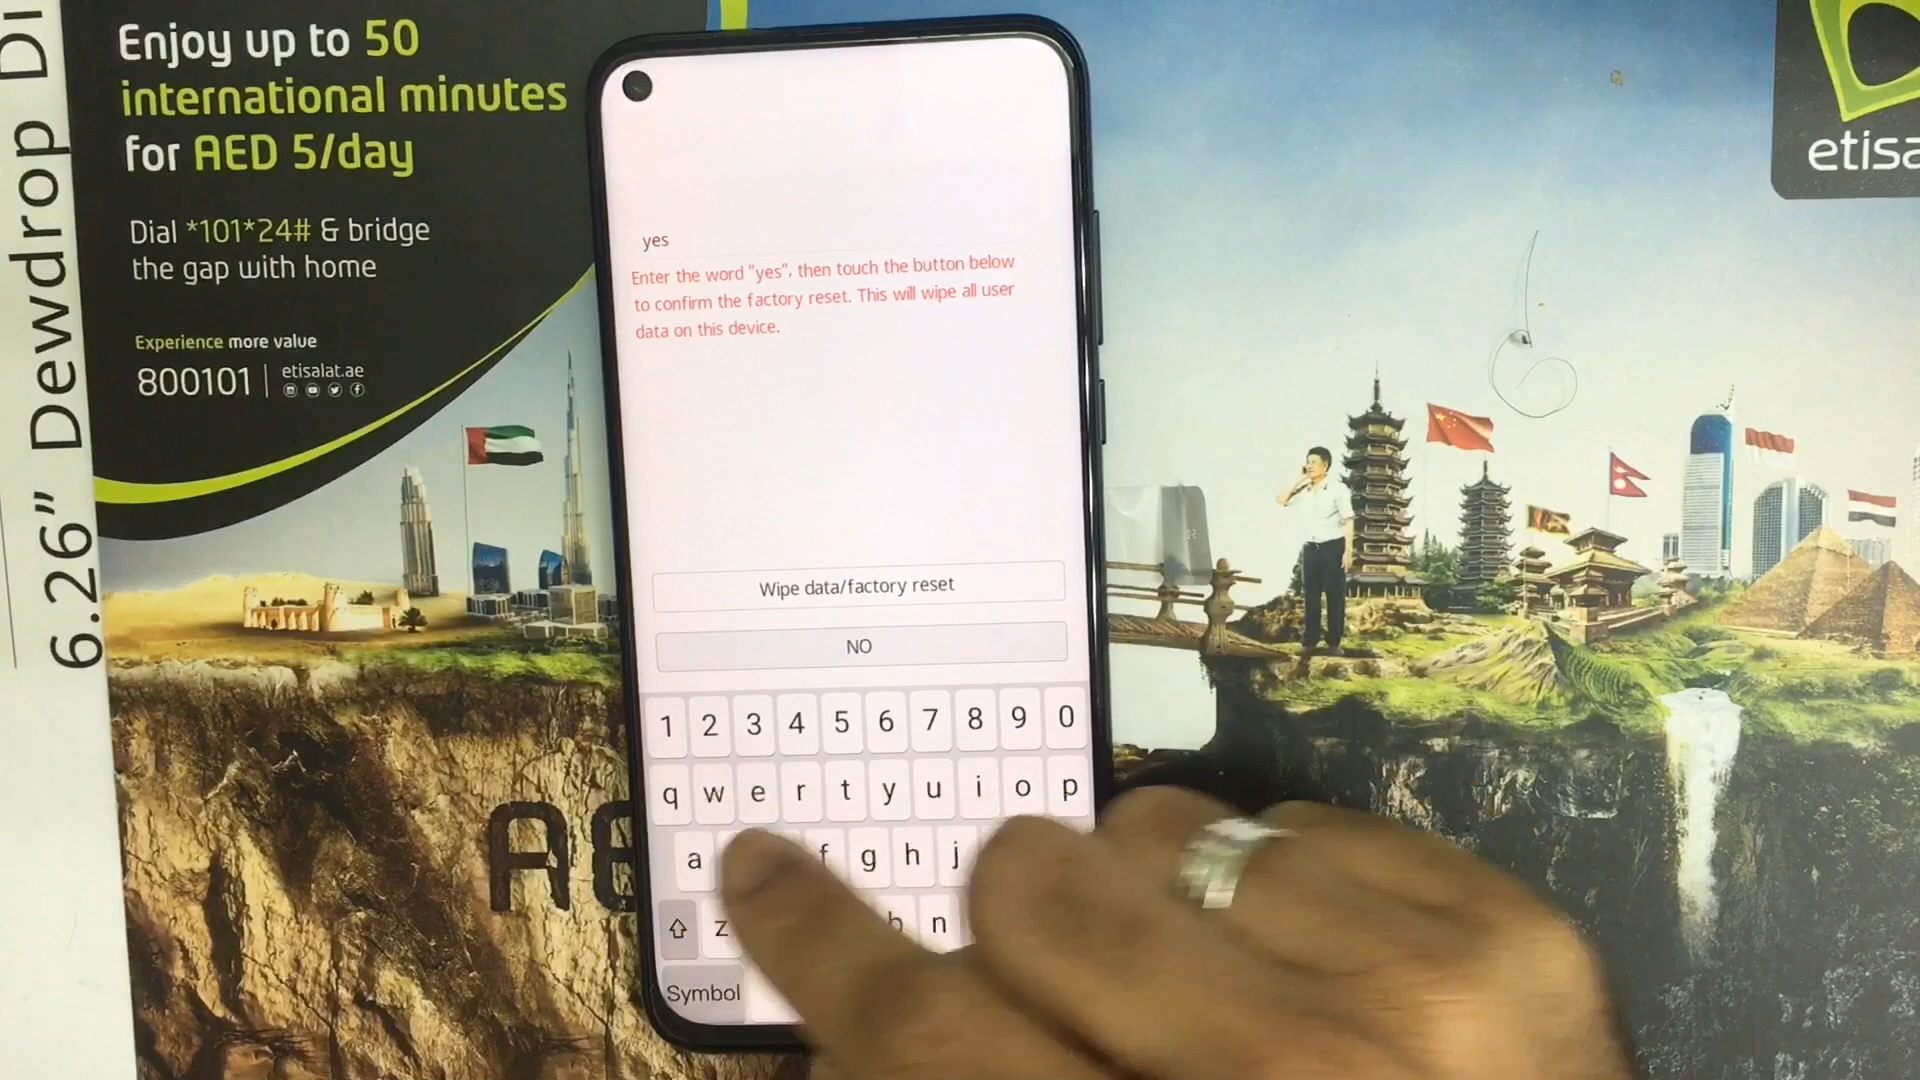 6.26" Dewdrop Di
Enjoy up to 50
international minutes
for AED 5/day
Dial *101*24# & bridge
the gap with home
Experience more value
800101 | etisalat.ae
etisa
yes
Enter the word "yes", then touch the button below
to confirm the factory reset. This will wipe all user
data on this device.
Wipe data/factory reset
NO
1 2 3 4 5 6 7 8 9 0
q w e r t y u i o p
a f g h j
z b n
Symbol